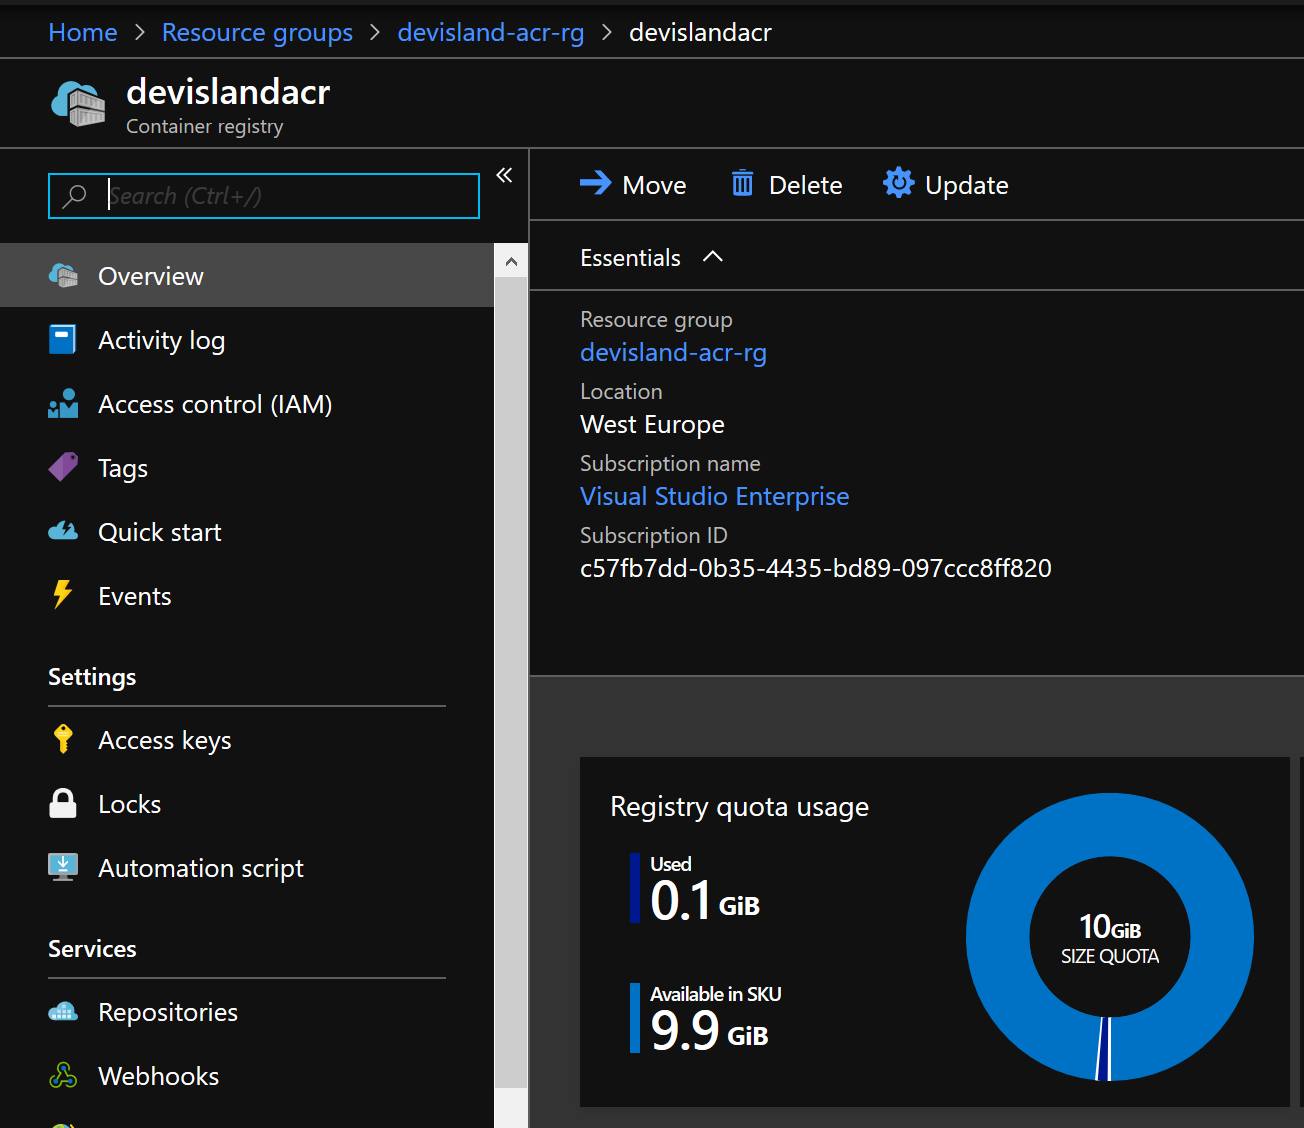 Home > Resource groups > devisland-acr-rg > devislandacr
devislandacr
Container registry
Search (Ctrl+/)
«
Overview
Activity log
Access control (IAM)
Tags
Quick start
Events
Settings
Access keys
Locks
Automation script
Services
Repositories
Webhooks
Move Delete Update
Essentials
Resource group
devisland-acr-rg
Location
West Europe
Subscription name
Visual Studio Enterprise
Subscription ID
c57fb7dd-0b35-4435-bd89-097ccc8ff820
Registry quota usage
Used
0.1 GiB
Available in SKU
9.9 GiB
10GiB
SIZE QUOTA